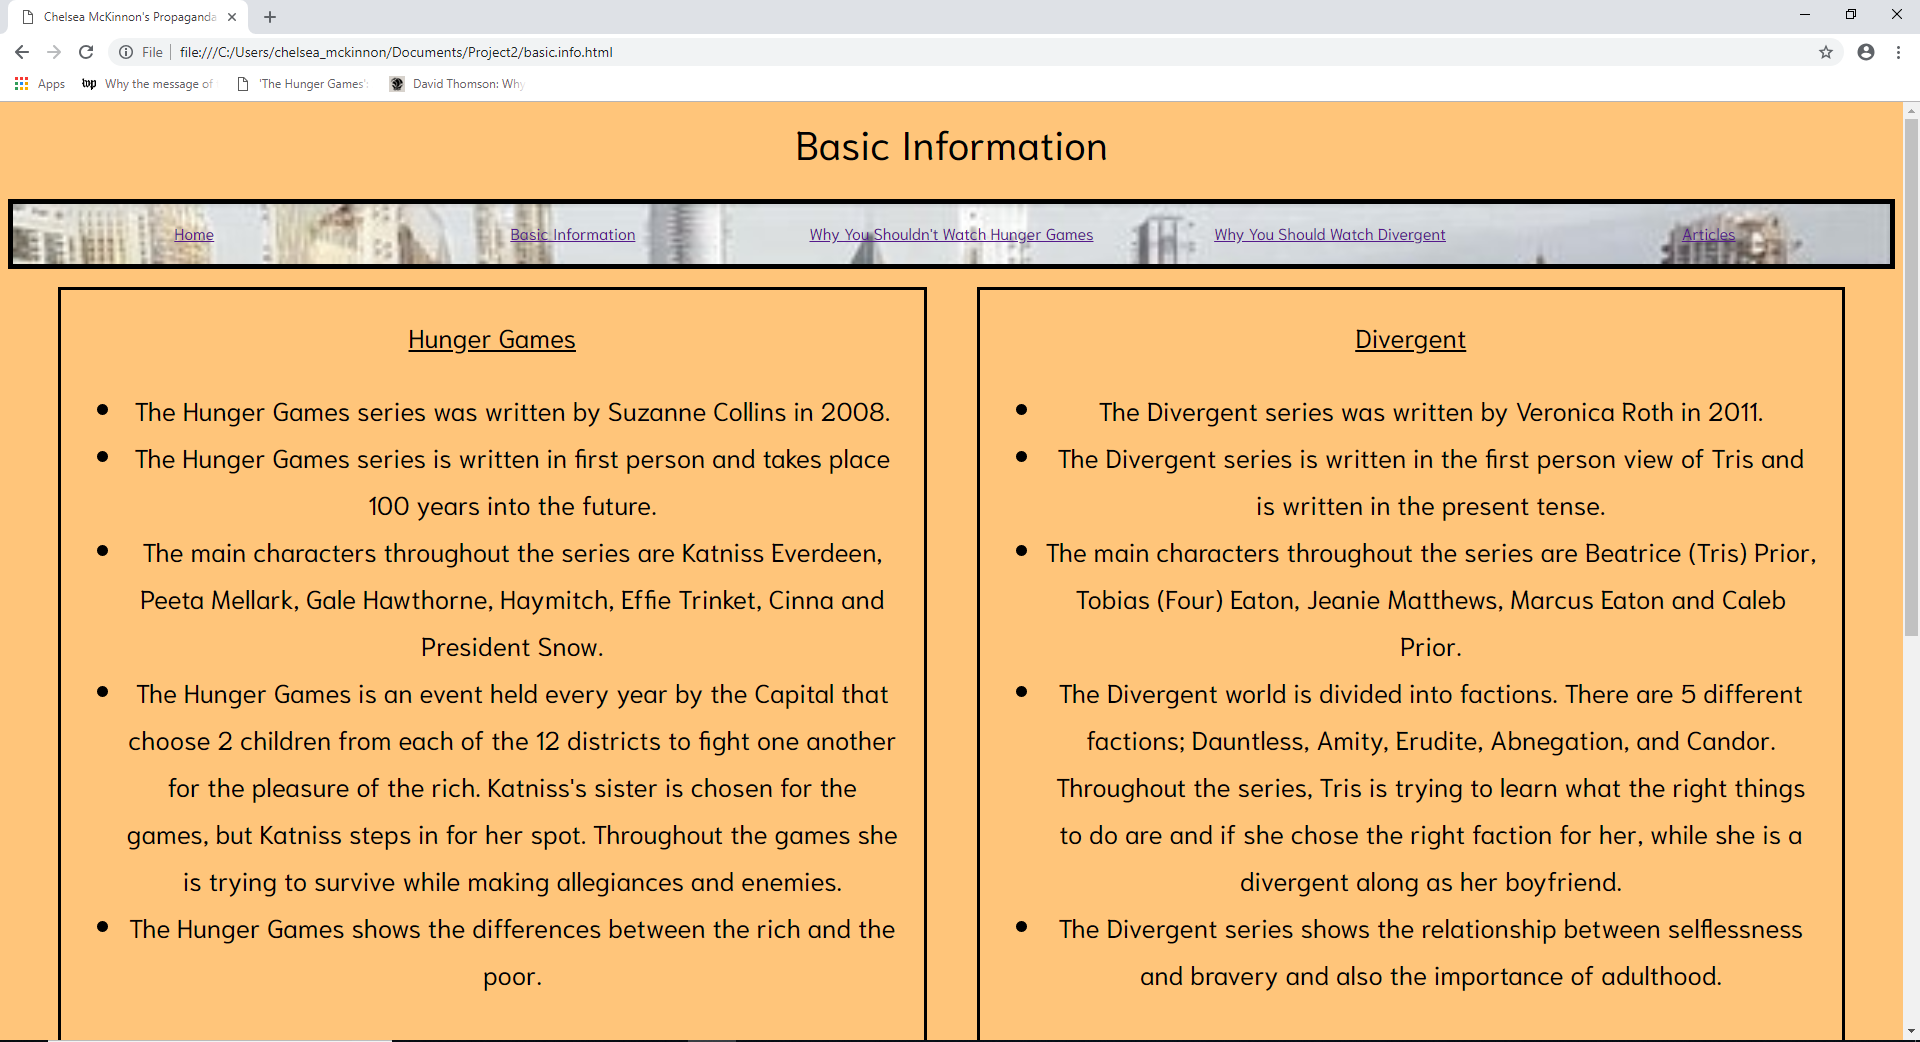 Chelsea McKinnon's Propaganda
File file:///C:/Users/chelsea_mckinnon/Documents/Project2/basic.info.html
Apps Why the message of 'The Hunger Games': David Thomson: Why
Basic Information
Home Basic Information Why You Shouldn't Watch Hunger Games Why You Should Watch Divergent Articles
Hunger Games
The Hunger Games series was written by Suzanne Collins in 2008.
The Hunger Games series is written in first person and takes place
100 years into the future.
The main characters throughout the series are Katniss Everdeen,
Peeta Mellark, Gale Hawthorne, Haymitch, Effie Trinket, Cinna and
President Snow.
The Hunger Games is an event held every year by the Capital that
choose 2 children from each of the 12 districts to fight one another
for the pleasure of the rich. Katniss's sister is chosen for the
games, but Katniss steps in for her spot. Throughout the games she
is trying to survive while making allegiances and enemies.
The Hunger Games shows the differences between the rich and the
poor.
Divergent
The Divergent series was written by Veronica Roth in 2011.
The Divergent series is written in the first person view of Tris and
is written in the present tense.
The main characters throughout the series are Beatrice (Tris) Prior,
Tobias (Four) Eaton, Jeanie Matthews, Marcus Eaton and Caleb
Prior.
The Divergent world is divided into factions. There are 5 different
factions; Dauntless, Amity, Erudite, Abnegation, and Candor.
Throughout the series, Tris is trying to learn what the right things
to do are and if she chose the right faction for her, while she is a
divergent along as her boyfriend.
The Divergent series shows the relationship between selflessness
and bravery and also the importance of adulthood.